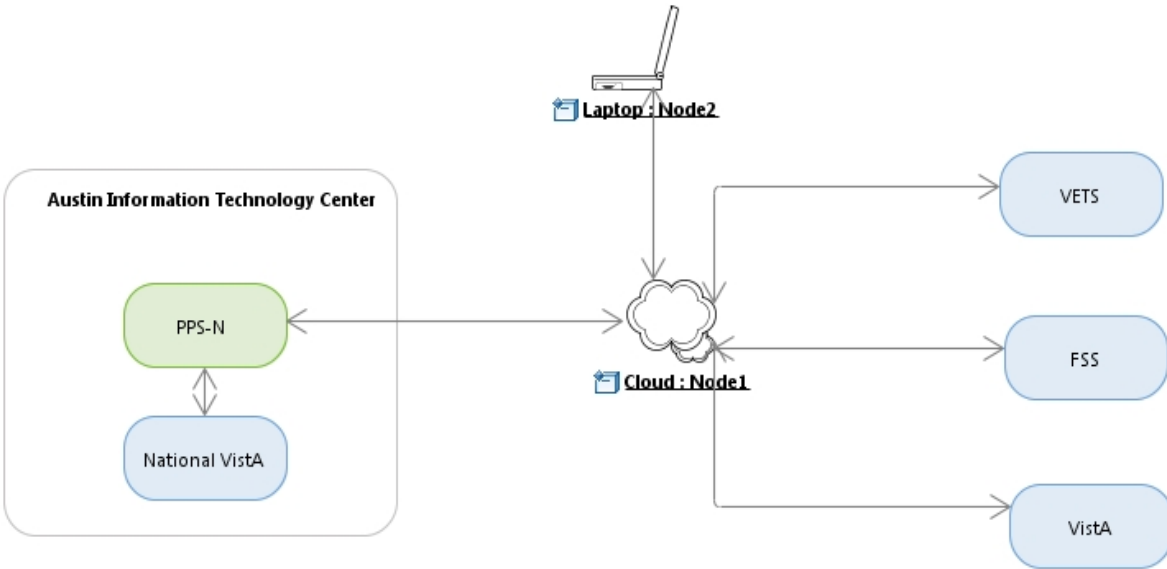 Laptop : Node2
Austin Information Technology Center
VETS
PPS-N
FSS
Cloud : Node1
National VistA
VistA